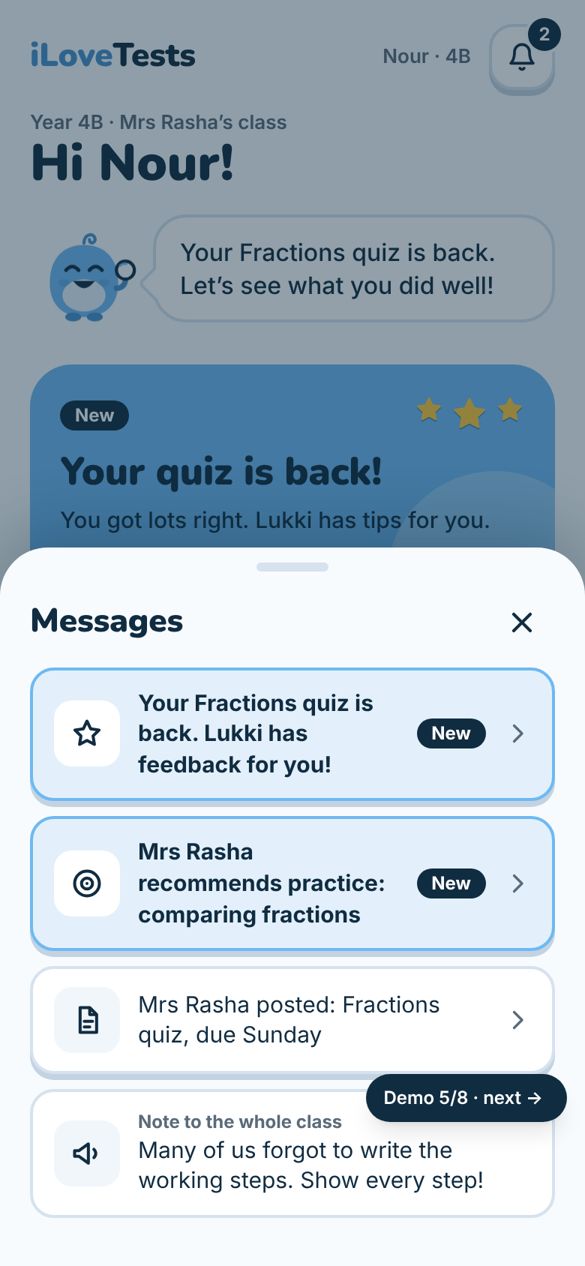 iLoveTests
Nour · 4B
2
Year 4B · Mrs Rasha’s class
Hi Nour!
Your Fractions quiz is back.
Let’s see what you did well!
New
Your quiz is back!
You got lots right. Lukki has tips for you.
Messages
Your Fractions quiz is
back. Lukki has
feedback for you!
New
Mrs Rasha
recommends practice:
comparing fractions
New
Mrs Rasha posted: Fractions
quiz, due Sunday
Demo 5/8 · next →
Note to the whole class
Many of us forgot to write the
working steps. Show every step!